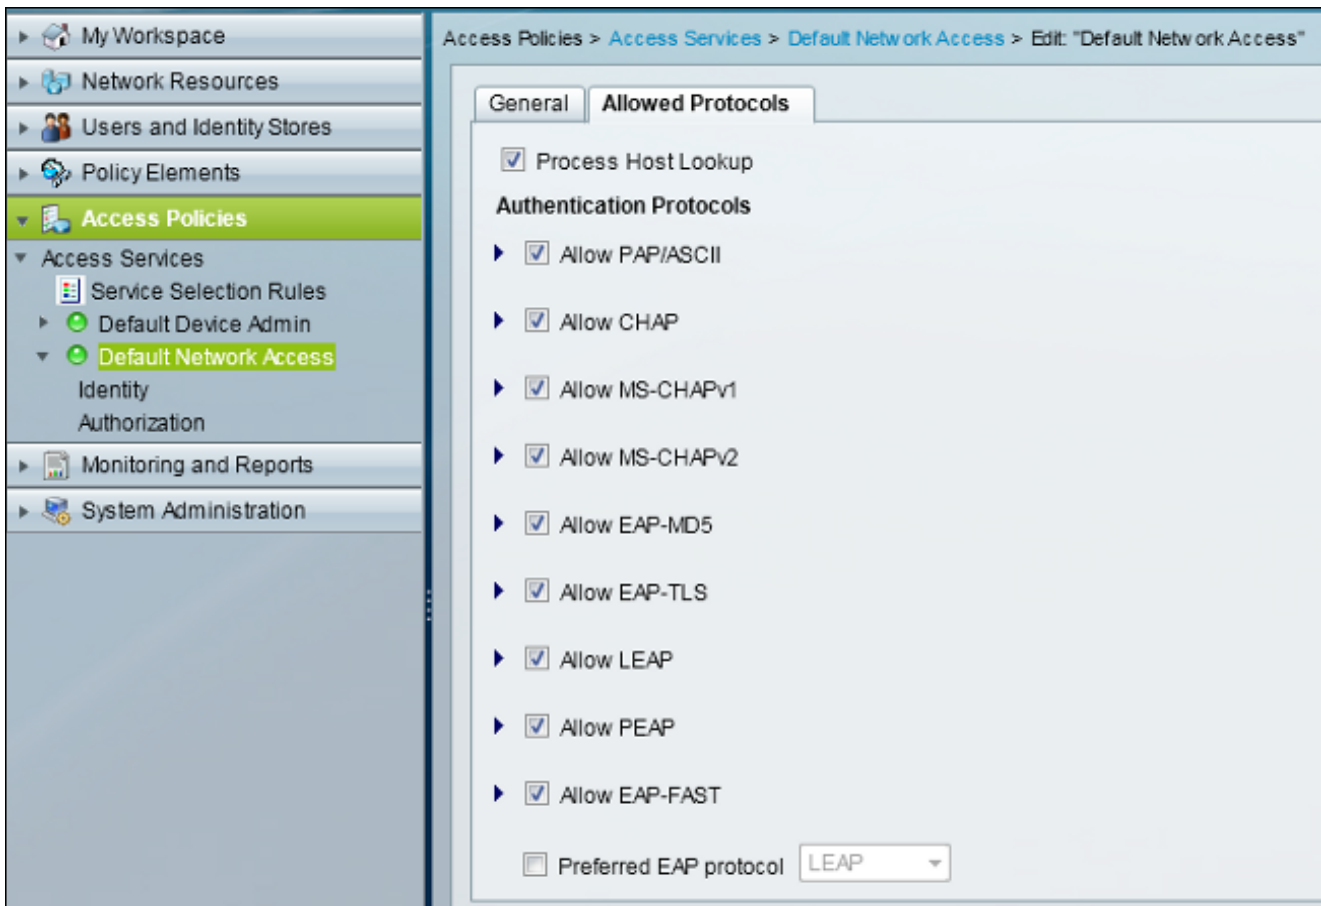 My Workspace
Network Resources
Users and Identity Stores
Policy Elements
Access Policies
Access Services
Service Selection Rules
Default Device Admin
Default Network Access
Identity
Authorization
Monitoring and Reports
System Administration
Access Policies > Access Services > Default Network Access > Edit: "Default Network Access"
General
Allowed Protocols
Process Host Lookup
Authentication Protocols
Allow PAP/ASCII
Allow CHAP
Allow MS-CHAPv1
Allow MS-CHAPv2
Allow EAP-MD5
Allow EAP-TLS
Allow LEAP
Allow PEAP
Allow EAP-FAST
Preferred EAP protocol LEAP